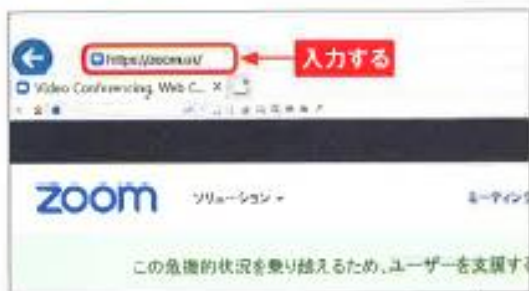 https://zoom.us/
入力する
Video Conferencing, Web C... ×
zoom
ソリューション
ミーティング
この危機的状況を乗り越えるため、ユーザーを支援する